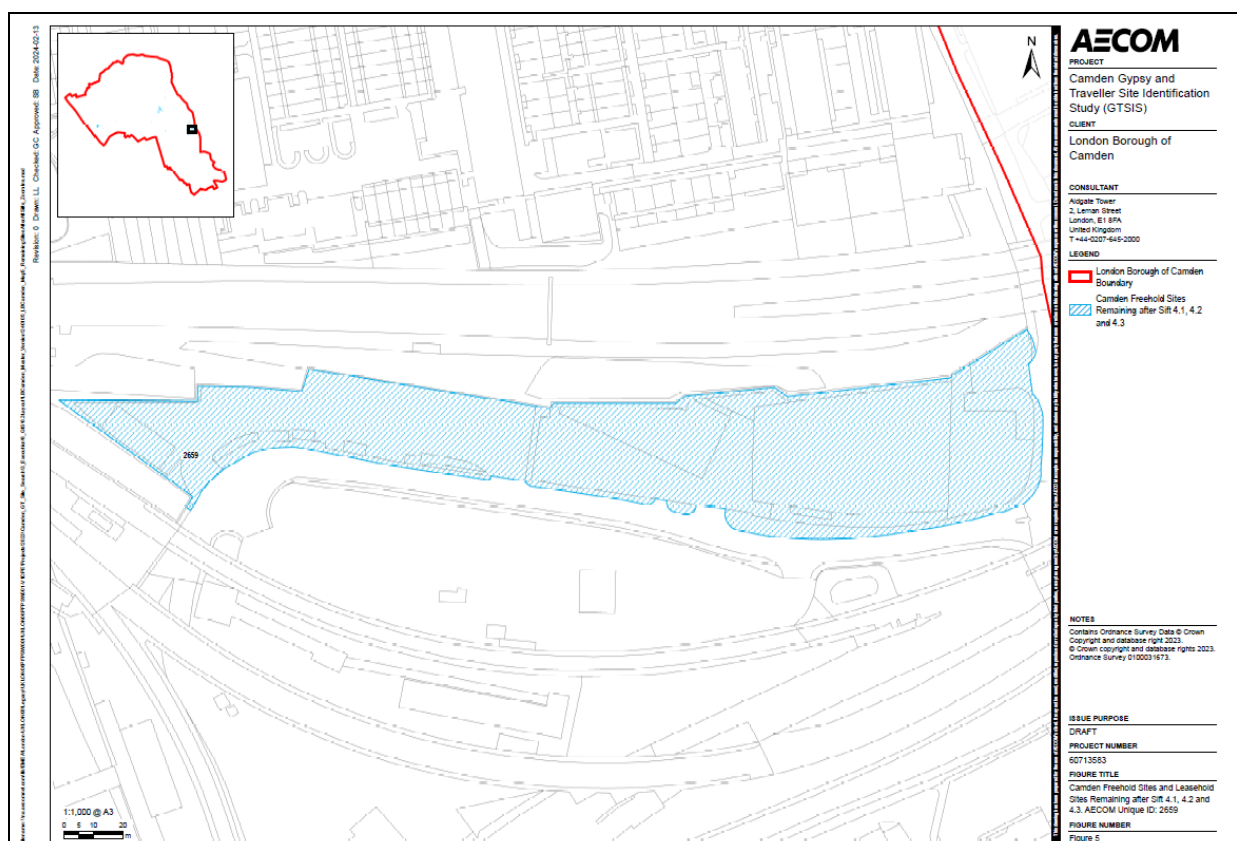 Revision: 0 Drawn: LL Checked: GC Approved: SB Date: 2024-02-13
N
2659
1:1,000 @ A3
0 5 10 20
m
AECOM
PROJECT
Camden Gypsy and
Traveller Site Identification
Study (GTSIS)
CLIENT
London Borough of
Camden
CONSULTANT
Aldgate Tower
2, Leman Street
London, E1 8FA
United Kingdom
T +44-0207-645-2000
LEGEND
London Borough of Camden
Boundary
Camden Freehold Sites
Remaining after Sift 4.1, 4.2
and 4.3
NOTES
Contains Ordnance Survey Data © Crown
Copyright and database right 2023.
© Crown copyright and database rights 2023.
Ordnance Survey 0100031673.
ISSUE PURPOSE
DRAFT
PROJECT NUMBER
60713583
FIGURE TITLE
Camden Freehold Sites and Leasehold
Sites Remaining after Sift 4.1, 4.2 and
4.3. AECOM Unique ID: 2659
FIGURE NUMBER
Figure 5